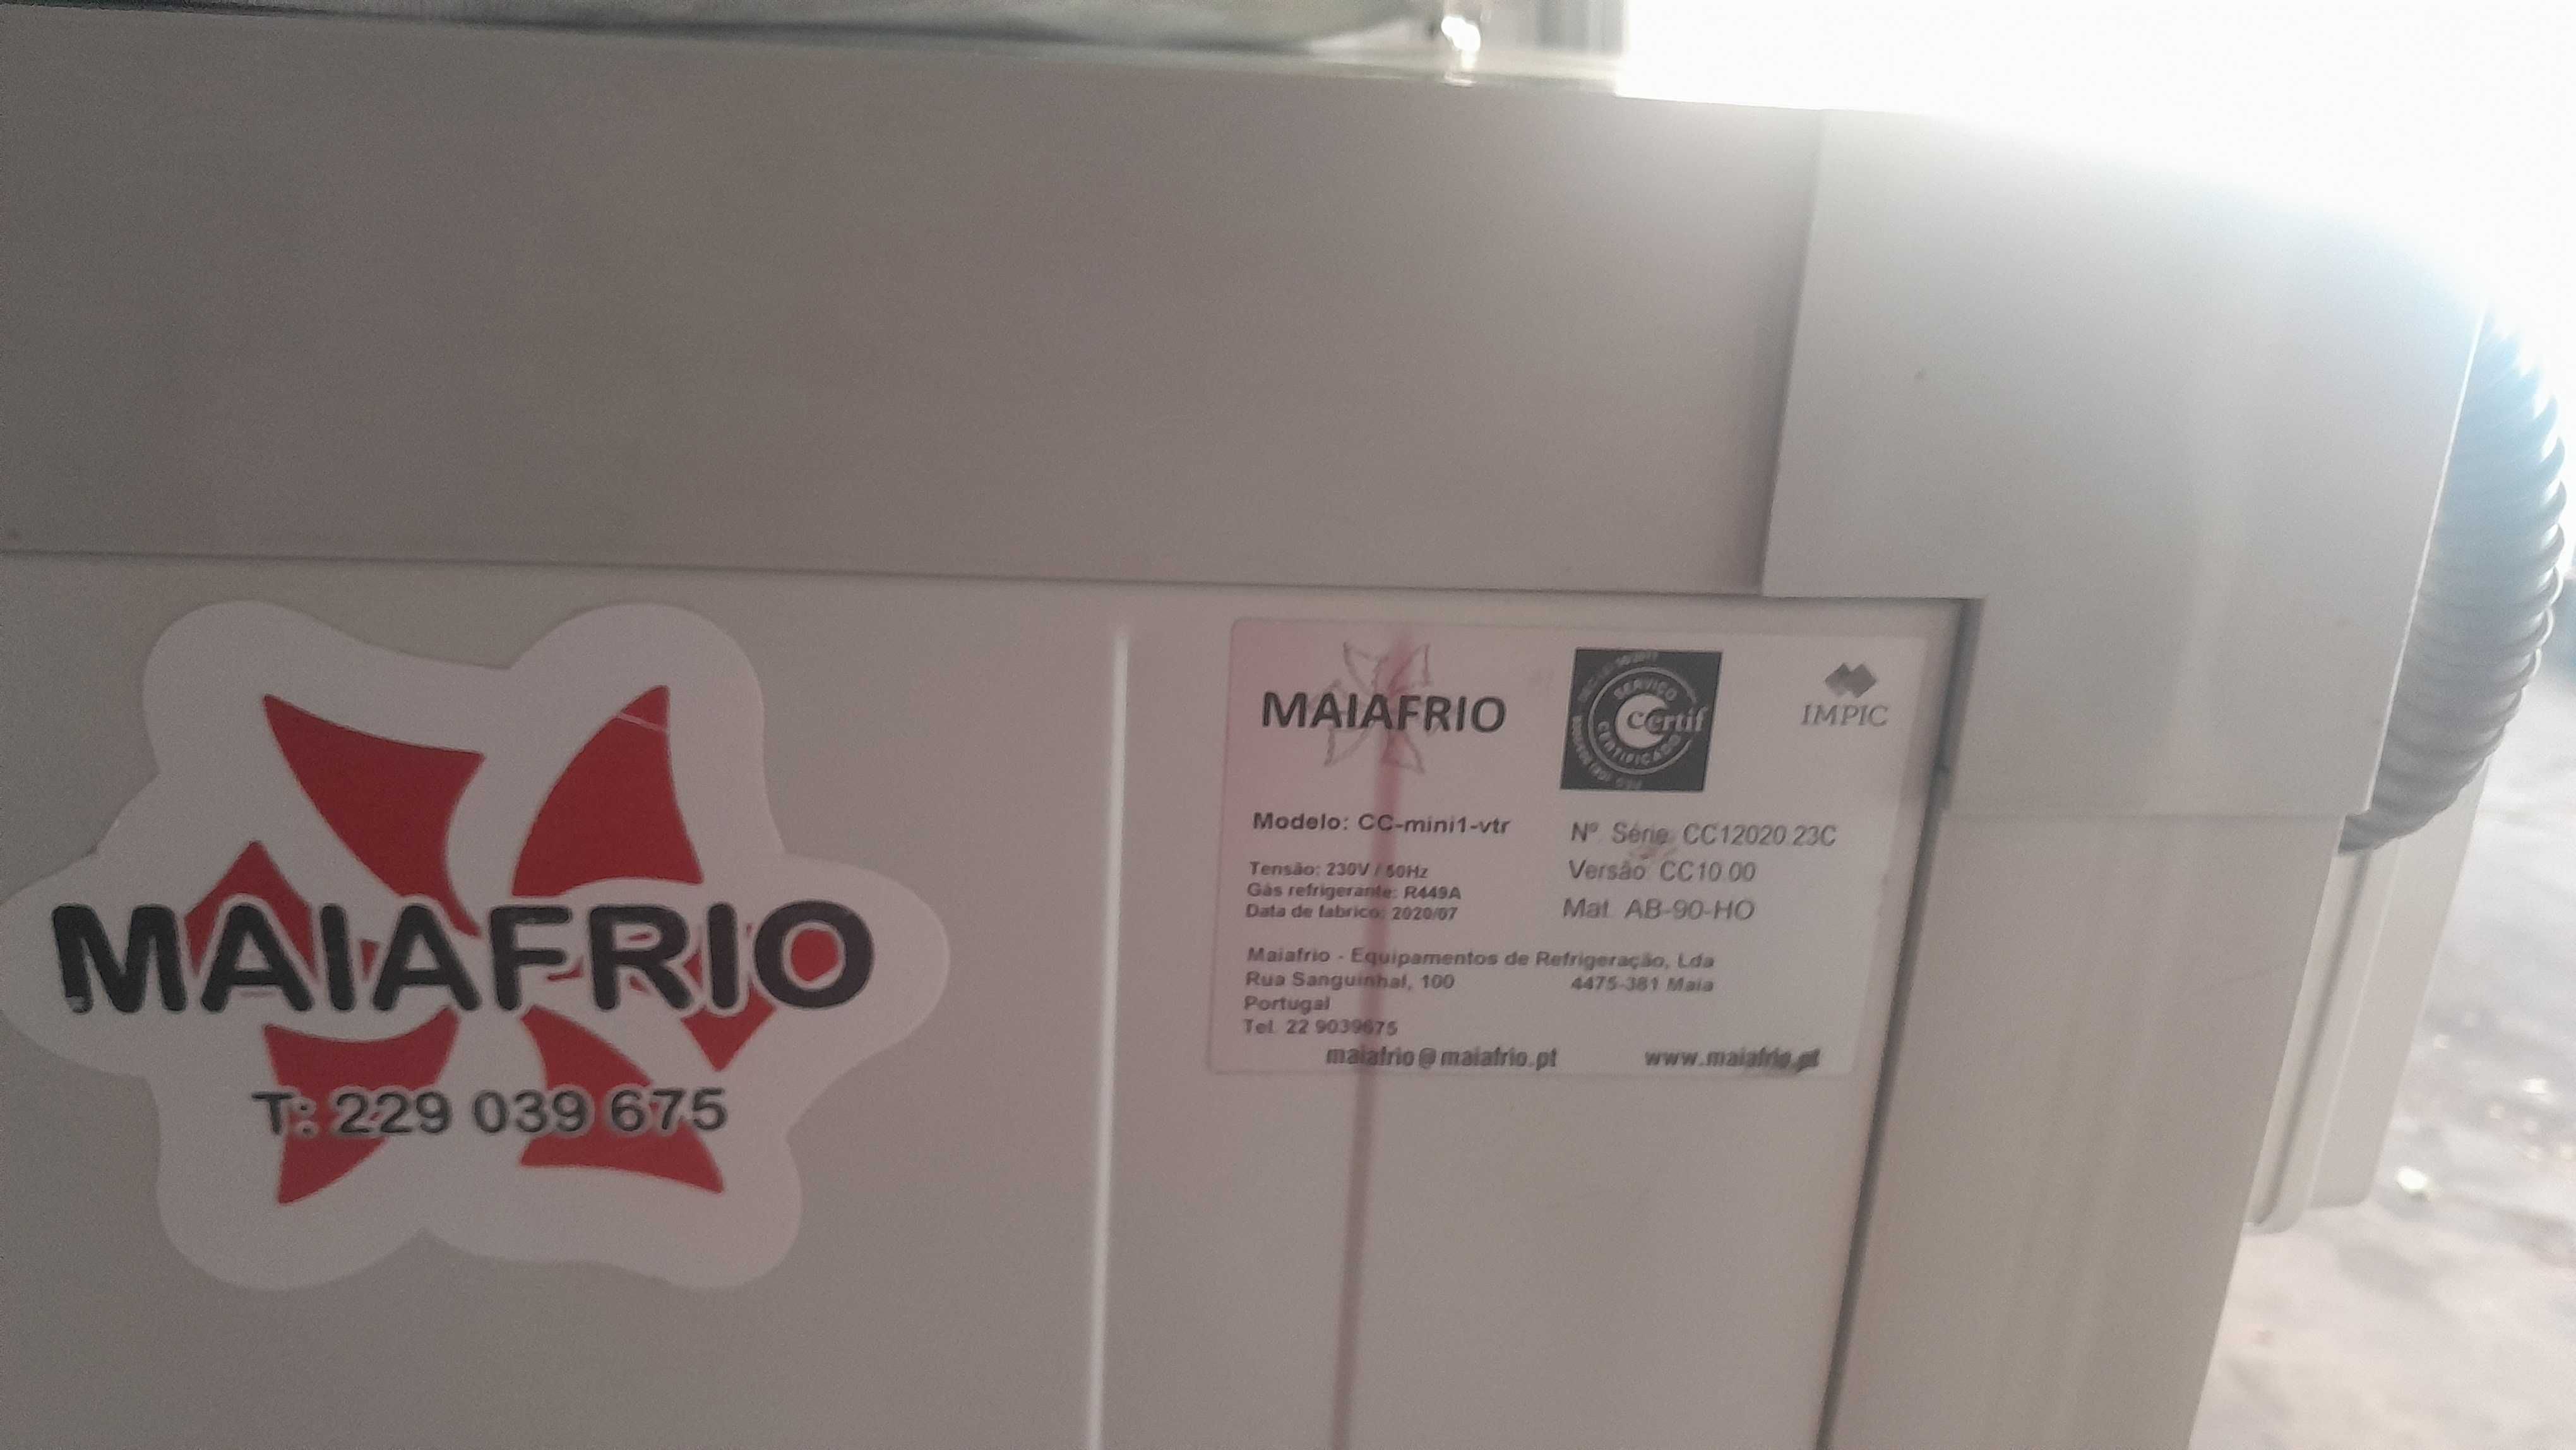 MAIAFRIO
T: 229 039 675
MAIAFRIO
SERVIÇO
certif
CERTIFICADO
IMPIC
Modelo: CC-mini1-vtr
Nº Série: CC12020.23C
Tensão: 230V / 50Hz
Versão: CC10.00
Gás refrigerante: R449A
Data de fabrico: 2020/07
Mat. AB-90-HO
Maiafrio - Equipamentos de Refrigeração, Lda
Rua Sanguinhal, 100 4475-381 Maia
Portugal
Tel. 22 9039675
maiafrio@maiafrio.pt www.maiafrio.pt